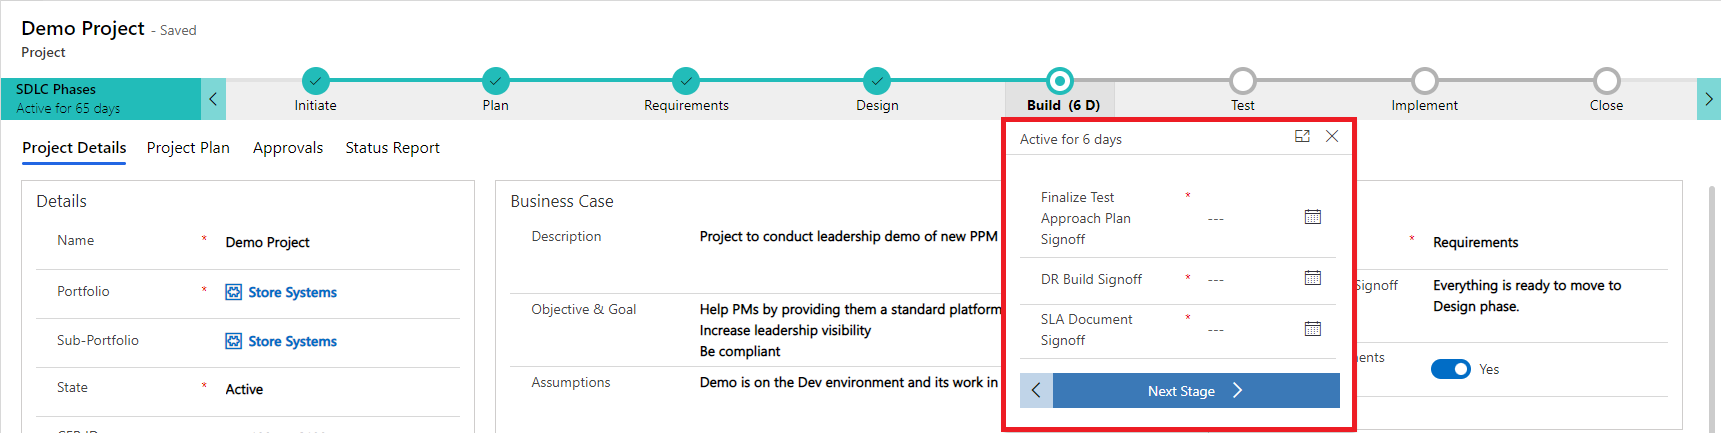 Demo Project - Saved
Project
SDLC Phases
Active for 65 days
Initiate
Plan
Requirements
Design
Build (6 D)
Test
Implement
Close
Project Details
Project Plan
Approvals
Status Report
Details
Name * Demo Project
Portfolio * Store Systems
Sub-Portfolio Store Systems
State * Active
Business Case
Description Project to conduct leadership demo of new PPM
Objective & Goal Help PMs by providing them a standard platform
Increase leadership visibility
Be compliant
Assumptions Demo is on the Dev environment and its work in
Active for 6 days
Finalize Test * ---
Approach Plan
Signoff
DR Build Signoff * ---
SLA Document * ---
Signoff
Next Stage
* Requirements
Signoff Everything is ready to move to
Design phase.
Yes